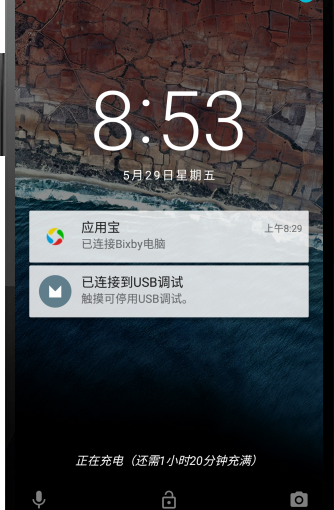 8:53
5月29日星期五
应用宝
上午8:29
已连接Bixby电脑
已连接到USB调试
触摸可停用USB调试。
正在充电（还需1小时20分钟充满）